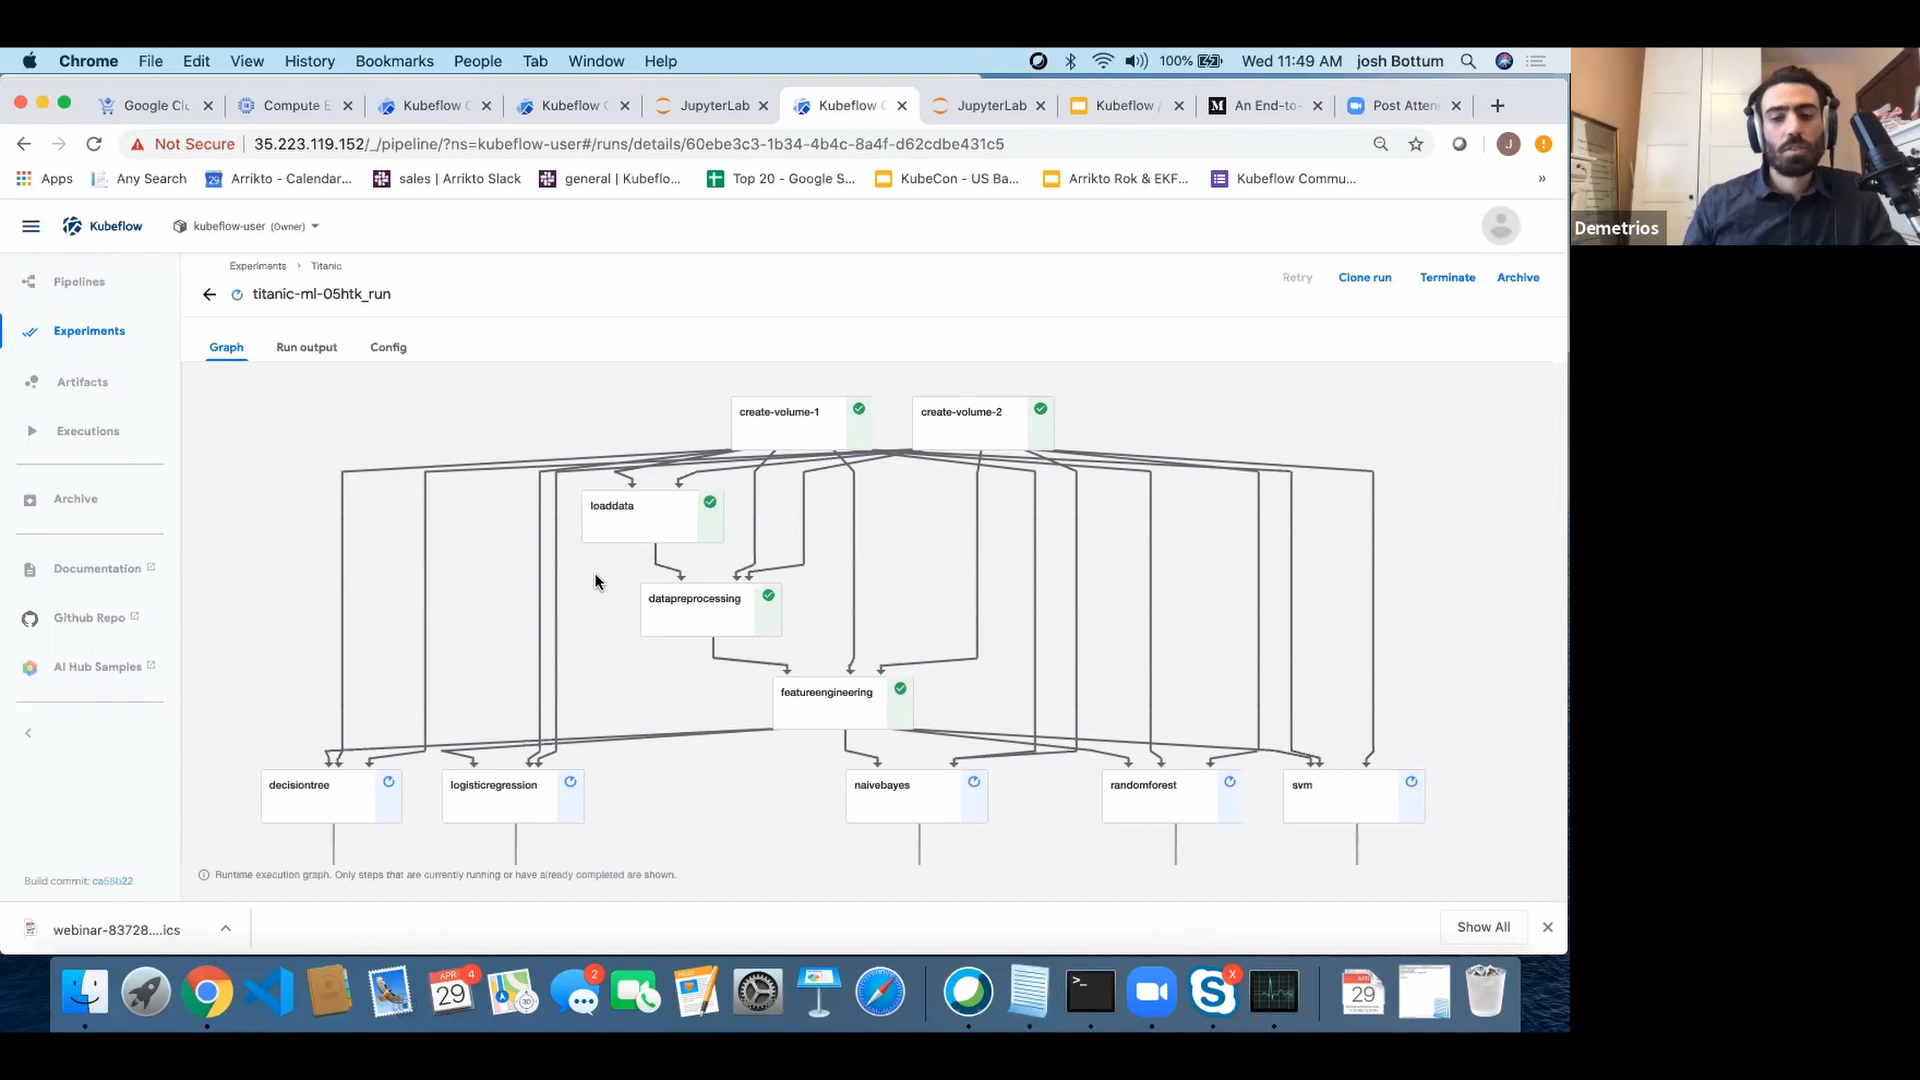 Chrome File Edit View History Bookmarks People Tab Window Help 100% Wed 11:49 AM josh Bottum
Google Clo Compute E Kubeflow C Kubeflow C JupyterLab Kubeflow C JupyterLab Kubeflow / An End-to- Post Atten
Not Secure 35.223.119.152/_/pipeline/?ns=kubeflow-user#/runs/details/60ebe3c3-1b34-4b4c-8a4f-d62cdbe431c5 J
Apps Any Search Arrikto - Calendar... sales | Arrikto Slack general | Kubeflo... Top 20 - Google S... KubeCon - US Ba... Arrikto Rok & EKF... Kubeflow Commu... »
Demetrios
Kubeflow kubeflow-user (Owner)
Experiments > Titanic
titanic-ml-05htk_run
Retry Clone run Terminate Archive
Graph Run output Config
Pipelines
Experiments
Artifacts
Executions
Archive
Documentation
Github Repo
AI Hub Samples
Build commit: ca58b22
create-volume-1 create-volume-2
loaddata
datapreprocessing
featureengineering
decisiontree logisticregression naivebayes randomforest svm
Runtime execution graph. Only steps that are currently running or have already completed are shown.
webinar-83728....ics
Show All
APR 4
29
2
X
APR
29